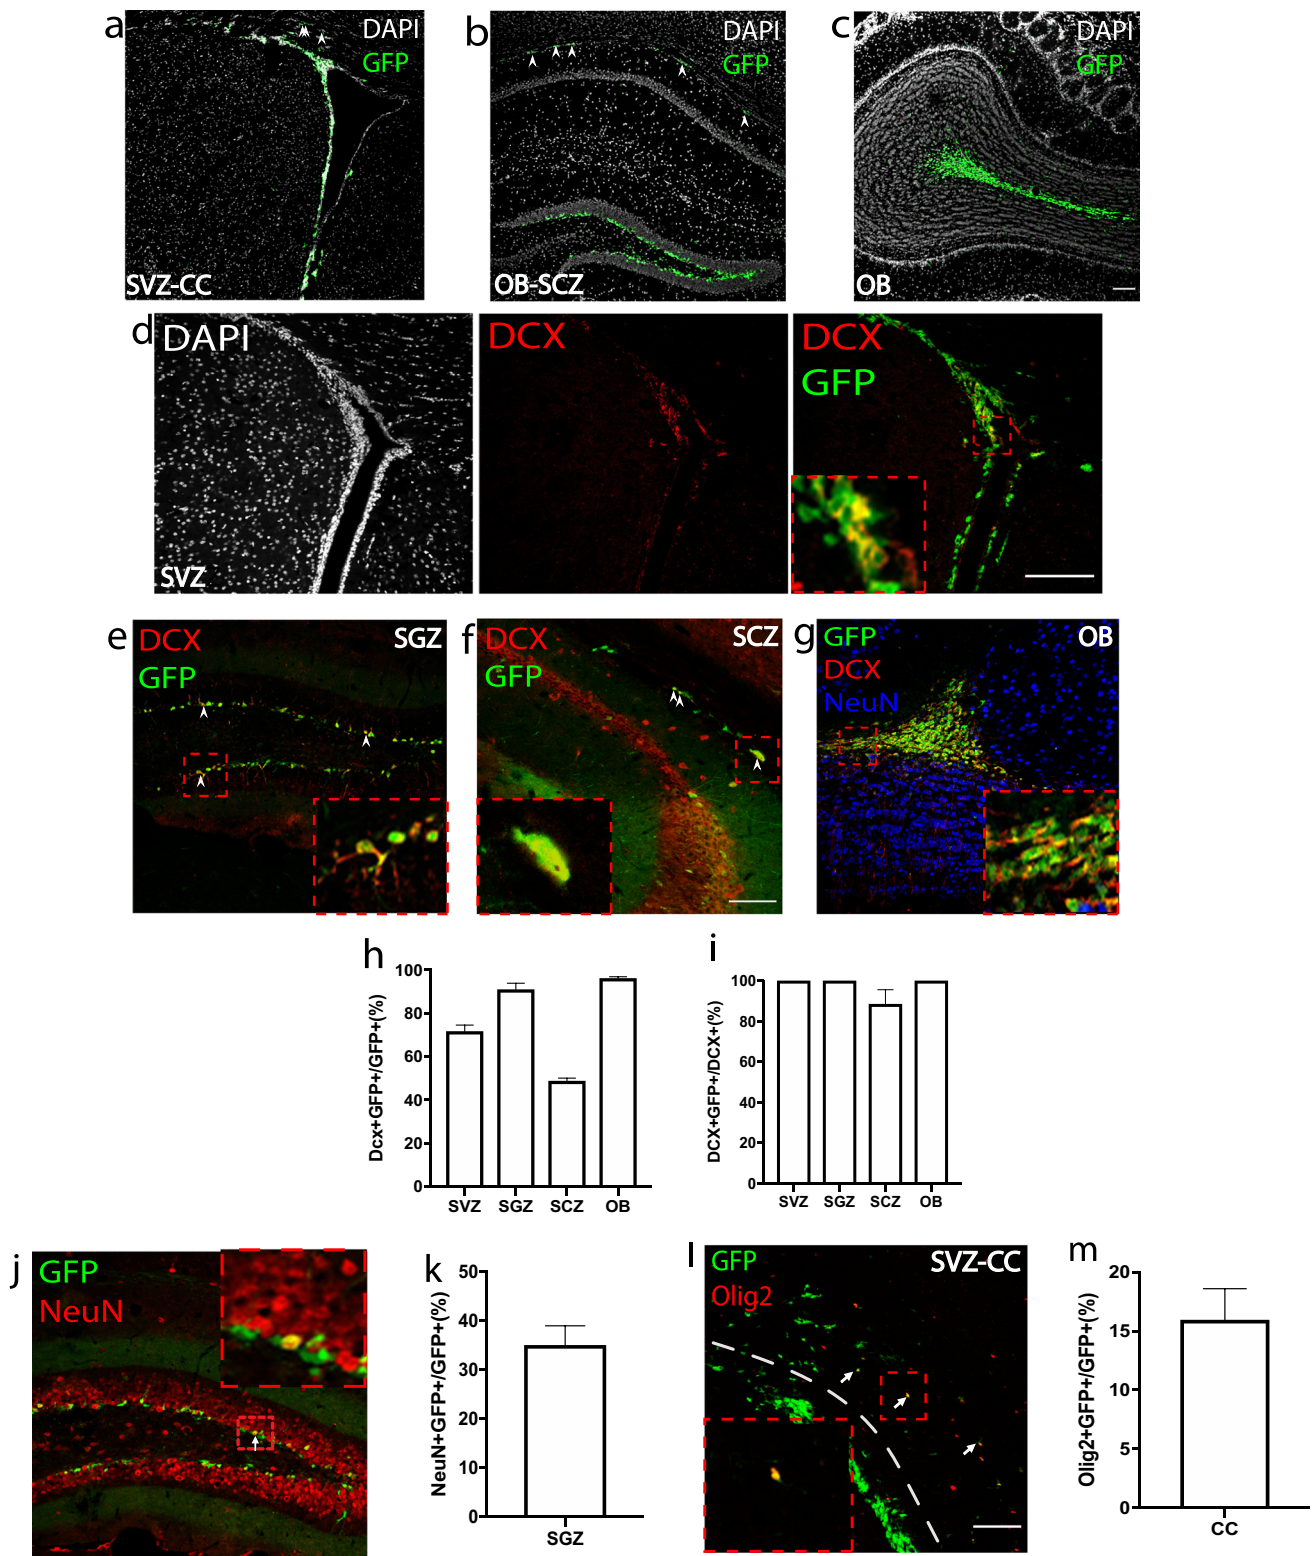 a
DAPI
GFP
SVZ-CC
b
DAPI
GFP
OB-SCZ
c
DAPI
GFP
OB
d
DAPI
SVZ
DCX
DCX
GFP
e
DCX
GFP
SGZ
f
DCX
GFP
SCZ
g
GFP
DCX
NeuN
OB
h
Dcx+GFP+/GFP+(%)
100
80
60
40
20
0
SVZ SGZ SCZ OB
i
DCX+GFP+/DCX+(%)
100
80
60
40
20
0
SVZ SGZ SCZ OB
j
GFP
NeuN
k
NeuN+GFP+/GFP+(%)
50
40
30
20
10
0
SGZ
l
GFP
Olig2
SVZ-CC
m
Olig2+GFP+/GFP+(%)
20
15
10
5
0
CC